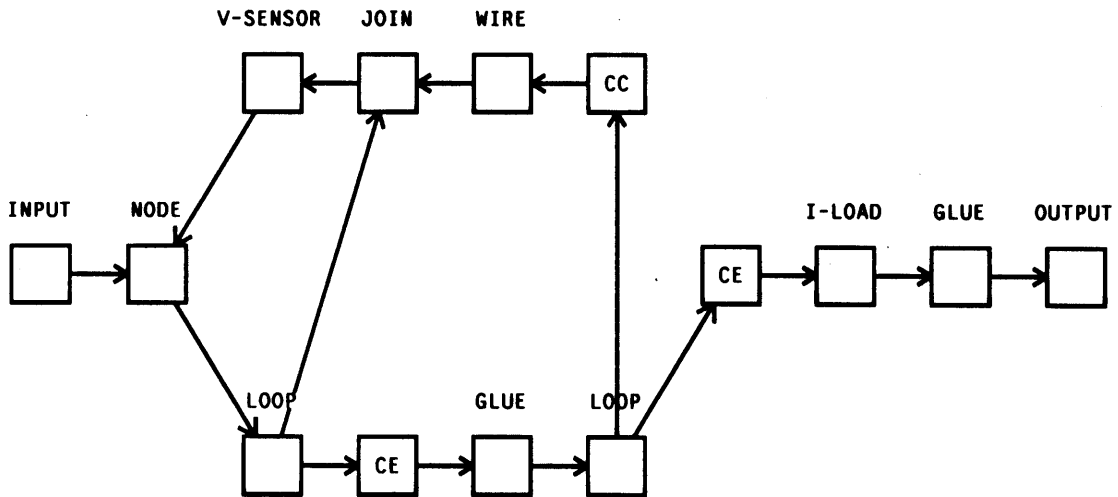 V-SENSOR JOIN WIRE
CC
INPUT NODE I-LOAD GLUE OUTPUT
CE
LOOP GLUE LOOP
CE